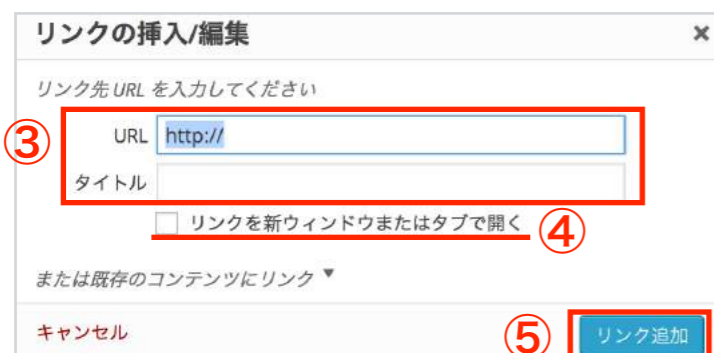 リンクの挿入/編集 ×
リンク先 URL を入力してください
③ URL http://
タイトル
リンクを新ウィンドウまたはタブで開く ④
または既存のコンテンツにリンク ▼
キャンセル ⑤ リンク追加